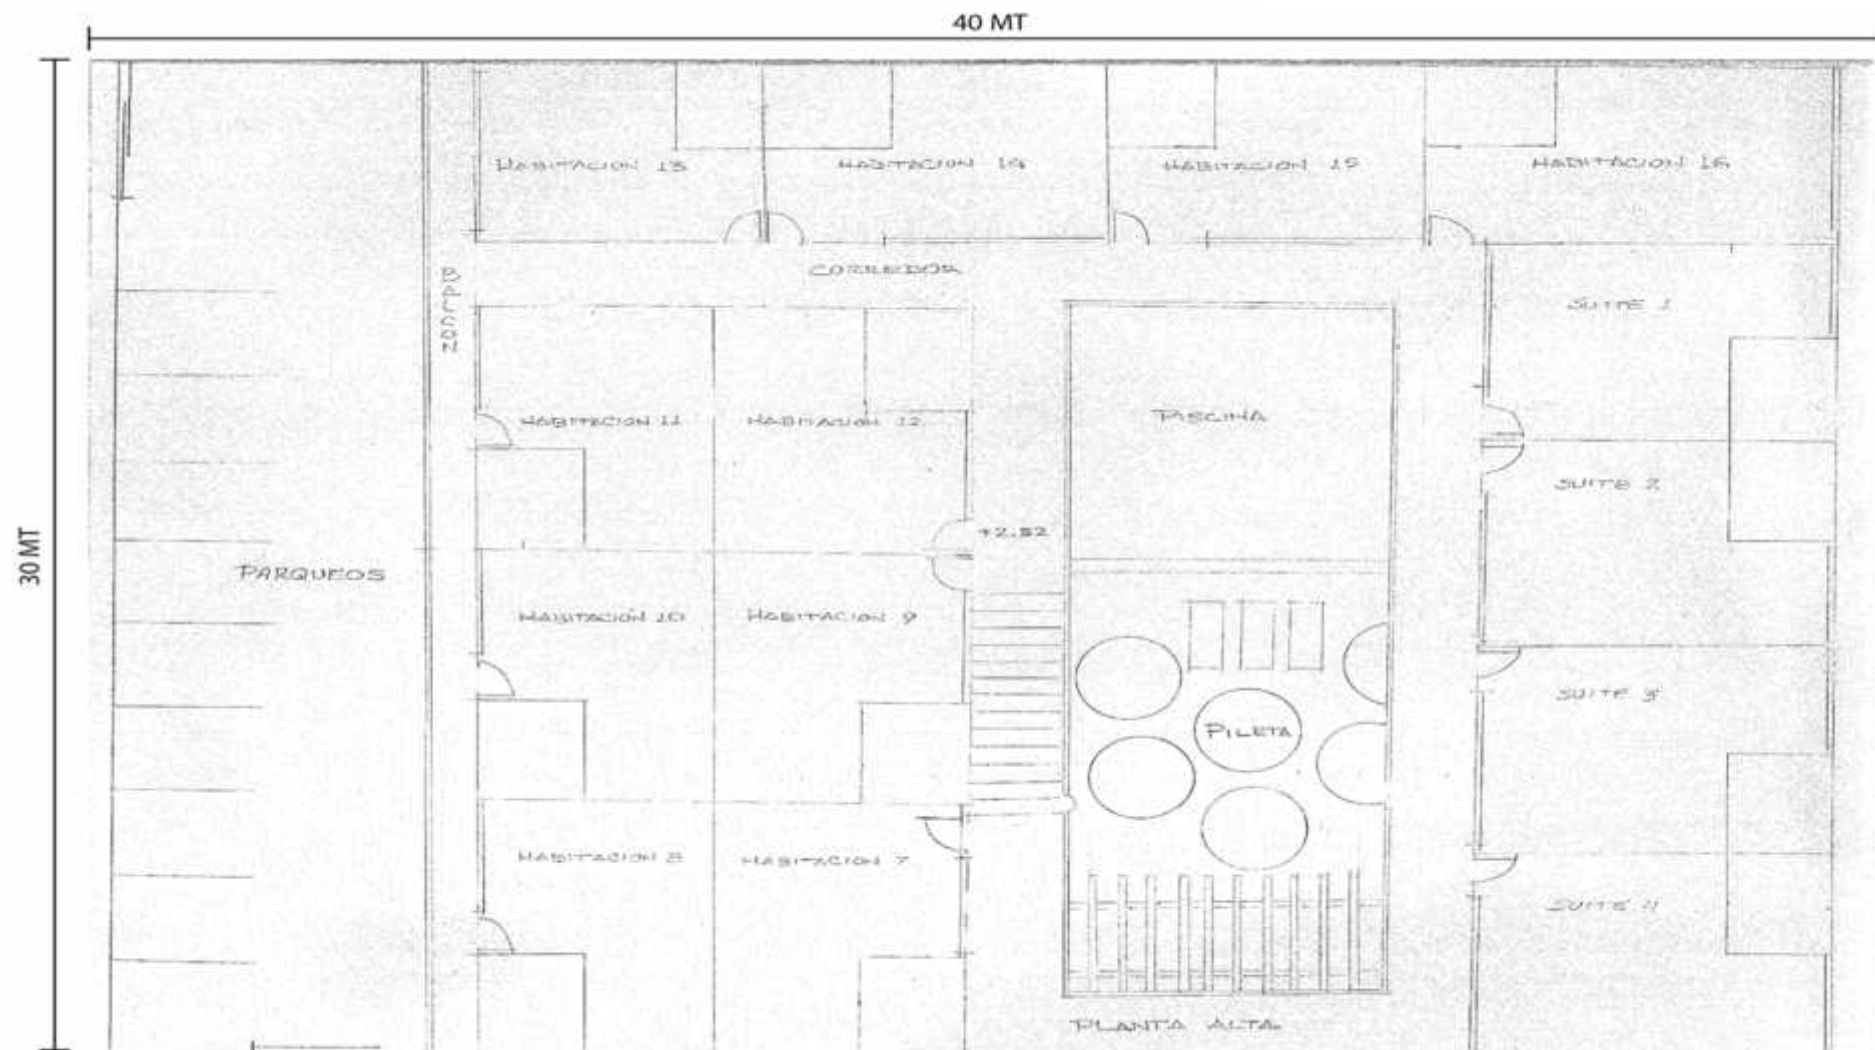 40 MT
30 MT
HABITACION 13
HABITACION 14
HABITACION 15
HABITACION 16
CORREDOR
BALCON
SUITE 1
HABITACION 11
HABITACION 12
PISCINA
SUITE 2
+2.52
PARQUEOS
HABITACIÓN 10
HABITACION 9
SUITE 3
PILETA
HABITACION 8
HABITACION 7
SUITE 4
PLANTA ALTA